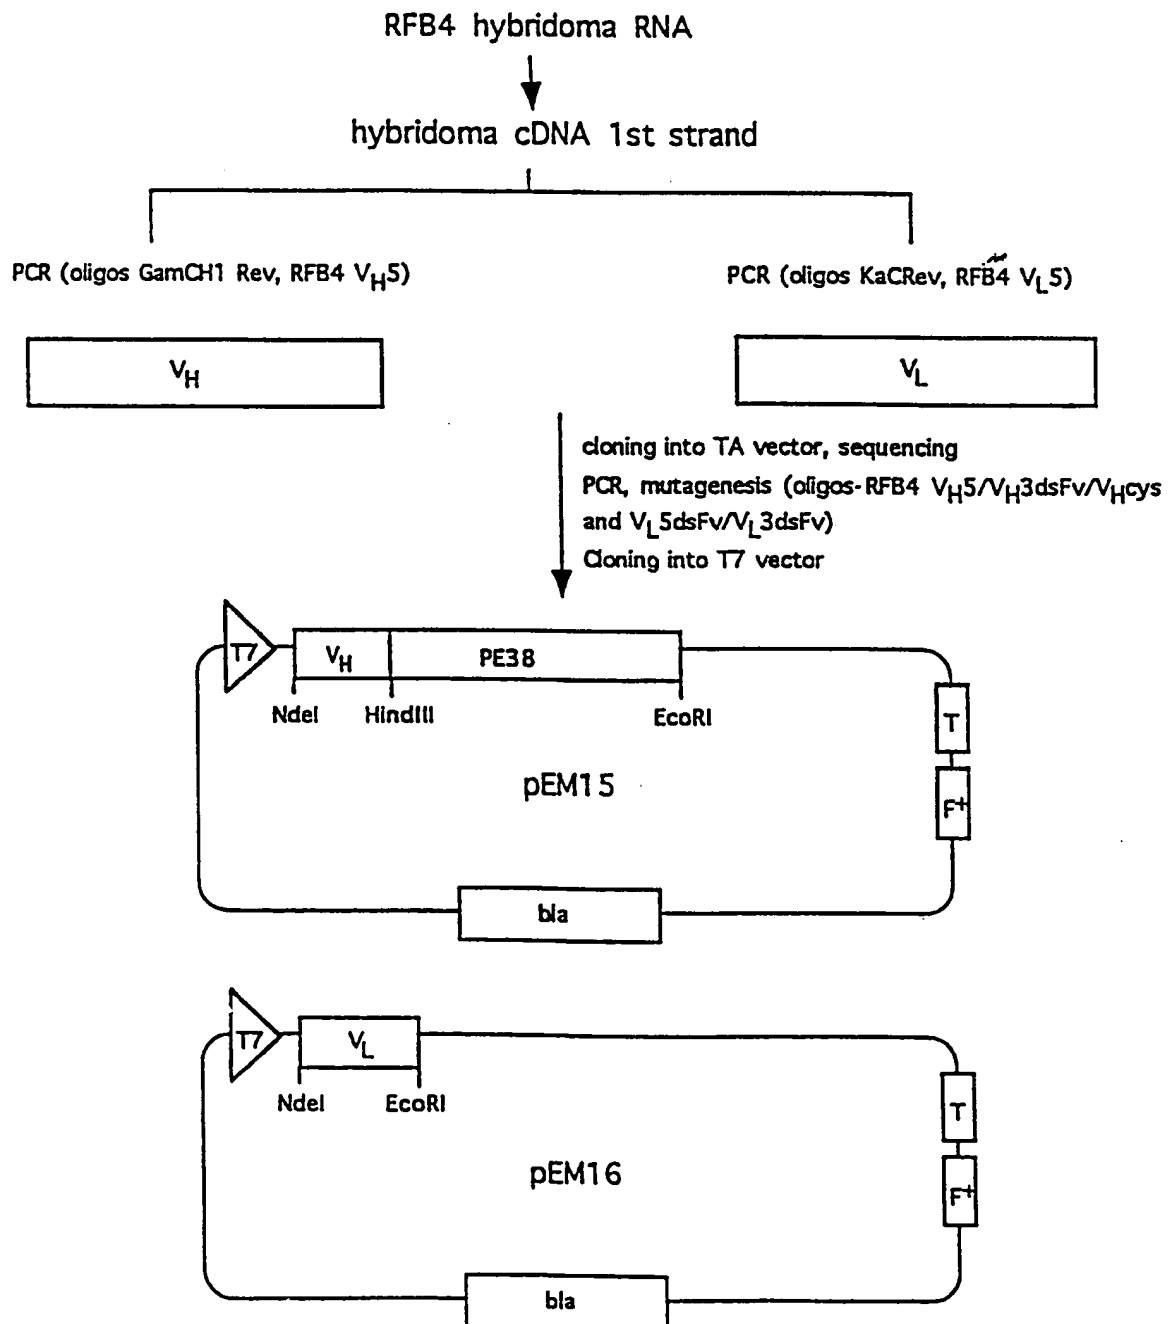 RFB4 hybridoma RNA
hybridoma cDNA 1st strand
PCR (oligos GamCH1 Rev, RFB4 VH5)
PCR (oligos KaCRev, RFB4 VL5)
VH
VL
cloning into TA vector, sequencing
PCR, mutagenesis (oligos-RFB4 VH5/VH3dsFv/VHcys
and VL5dsFv/VL3dsFv)
Cloning into T7 vector
T7
VH
PE38
NdeI
HindIII
EcoRI
T
pEM15
F+
bla
T7
VL
NdeI
EcoRI
T
pEM16
F+
bla